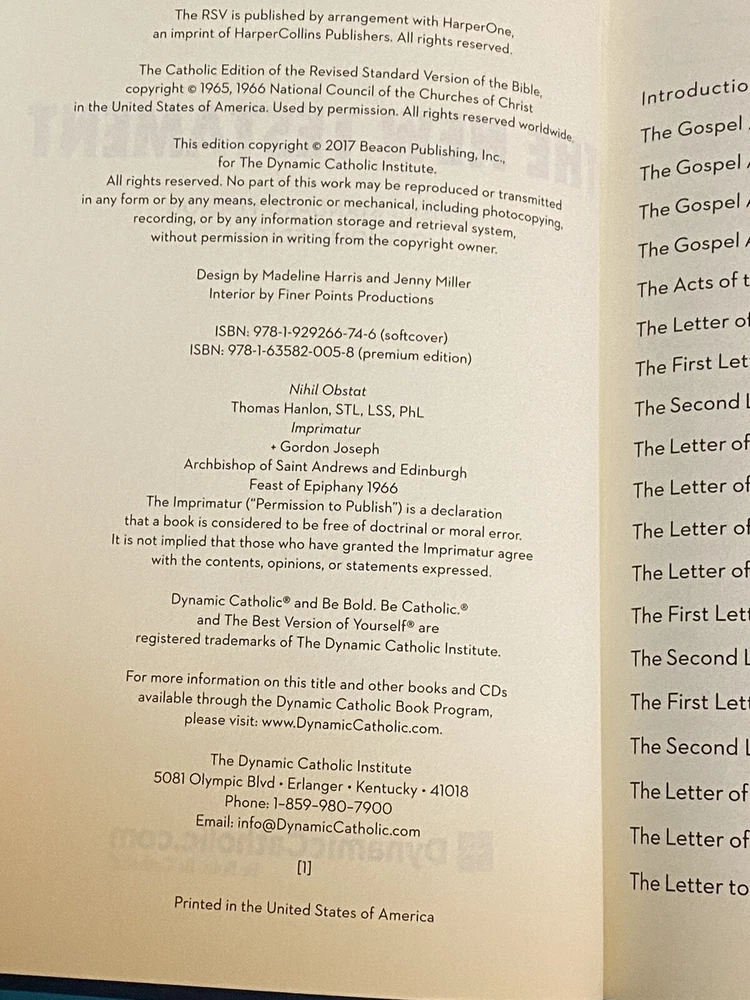 The RSV is published by arrangement with HarperOne,
an imprint of HarperCollins Publishers. All rights reserved.
The Catholic Edition of the Revised Standard Version of the Bible,
copyright © 1965, 1966 National Council of the Churches of Christ
in the United States of America. Used by permission. All rights reserved worldwide.
This edition copyright © 2017 Beacon Publishing, Inc.,
for The Dynamic Catholic Institute.
All rights reserved. No part of this work may be reproduced or transmitted
in any form or by any means, electronic or mechanical, including photocopying,
recording, or by any information storage and retrieval system,
without permission in writing from the copyright owner.
Design by Madeline Harris and Jenny Miller
Interior by Finer Points Productions
ISBN: 978-1-929266-74-6 (softcover)
ISBN: 978-1-63582-005-8 (premium edition)
Nihil Obstat
Thomas Hanlon, STL, LSS, PhL
Imprimatur
+ Gordon Joseph
Archbishop of Saint Andrews and Edinburgh
Feast of Epiphany 1966
The Imprimatur (“Permission to Publish”) is a declaration
that a book is considered to be free of doctrinal or moral error.
It is not implied that those who have granted the Imprimatur agree
with the contents, opinions, or statements expressed.
Dynamic Catholic® and Be Bold. Be Catholic.®
and The Best Version of Yourself® are
registered trademarks of The Dynamic Catholic Institute.
For more information on this title and other books and CDs
available through the Dynamic Catholic Book Program,
please visit: www.DynamicCatholic.com.
The Dynamic Catholic Institute
5081 Olympic Blvd • Erlanger • Kentucky • 41018
Phone: 1-859-980-7900
Email: info@DynamicCatholic.com
[1]
Printed in the United States of America
Introductio
The Gospel
The Gospel
The Gospel
The Gospel
The Acts of t
The Letter of
The First Let
The Second L
The Letter of
The Letter of
The Letter of
The Letter of
The First Lett
The Second L
The First Lett
The Second L
The Letter of
The Letter of
The Letter to